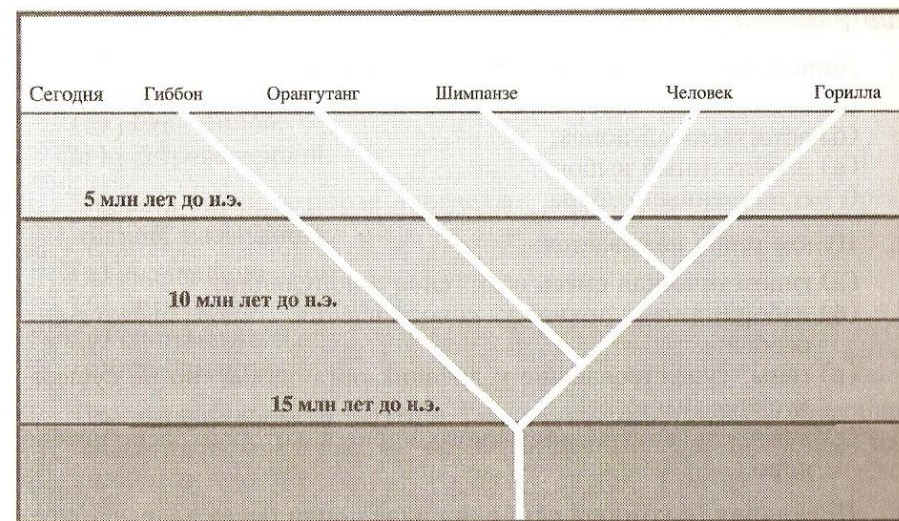 Сегодня Гиббон Орангутанг Шимпанзе Человек Горилла
5 млн лет до н.э.
10 млн лет до н.э.
15 млн лет до н.э.